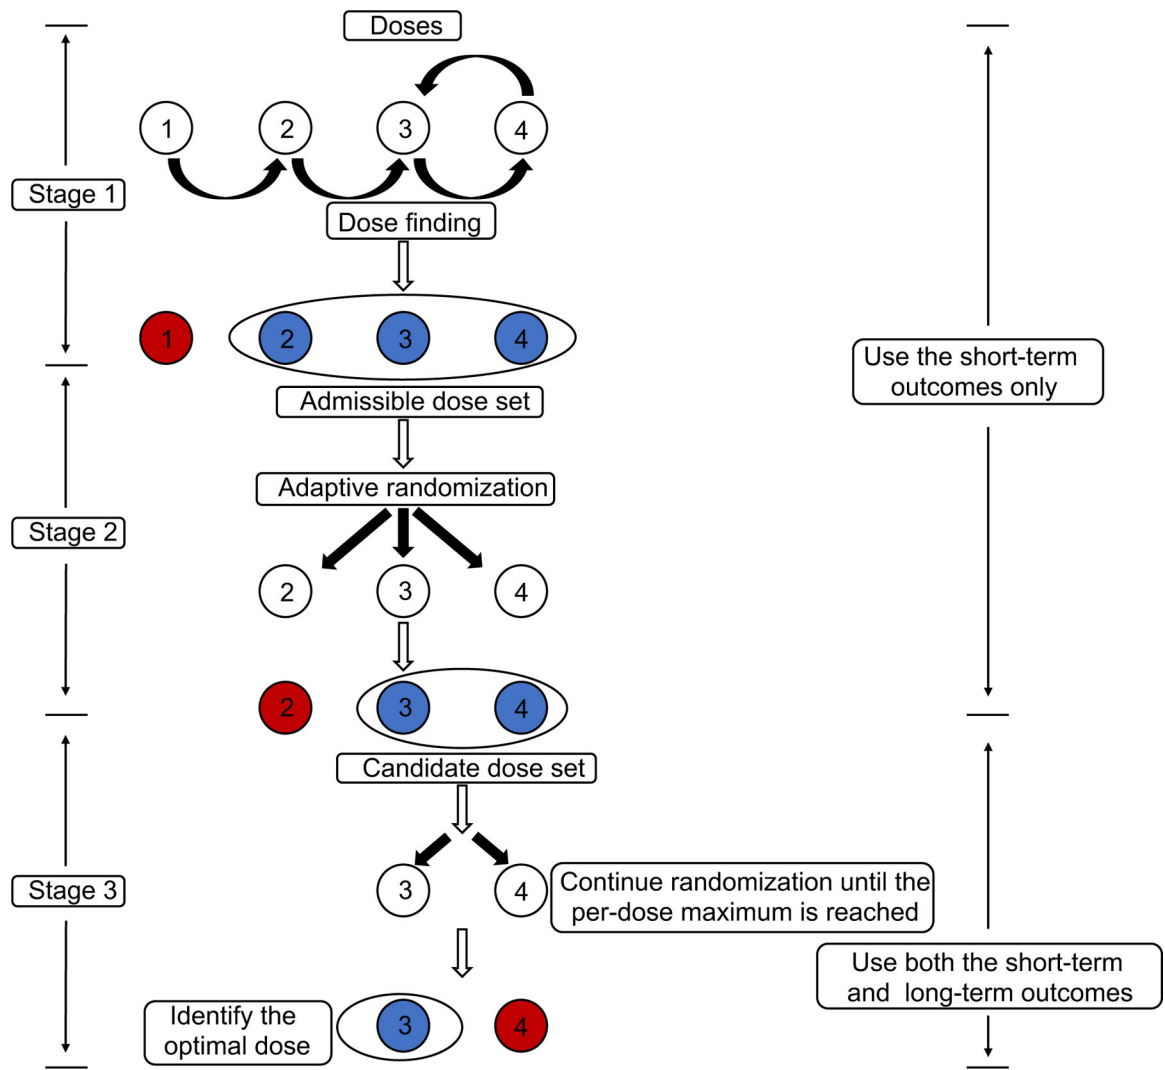 Doses
1 2 3 4
Stage 1
Dose finding
1 2 3 4
Use the short-term
outcomes only
Admissible dose set
Adaptive randomization
Stage 2
2 3 4
2 3 4
Candidate dose set
Stage 3
3 4
Continue randomization until the
per-dose maximum is reached
Use both the short-term
and long-term outcomes
Identify the
optimal dose
3 4